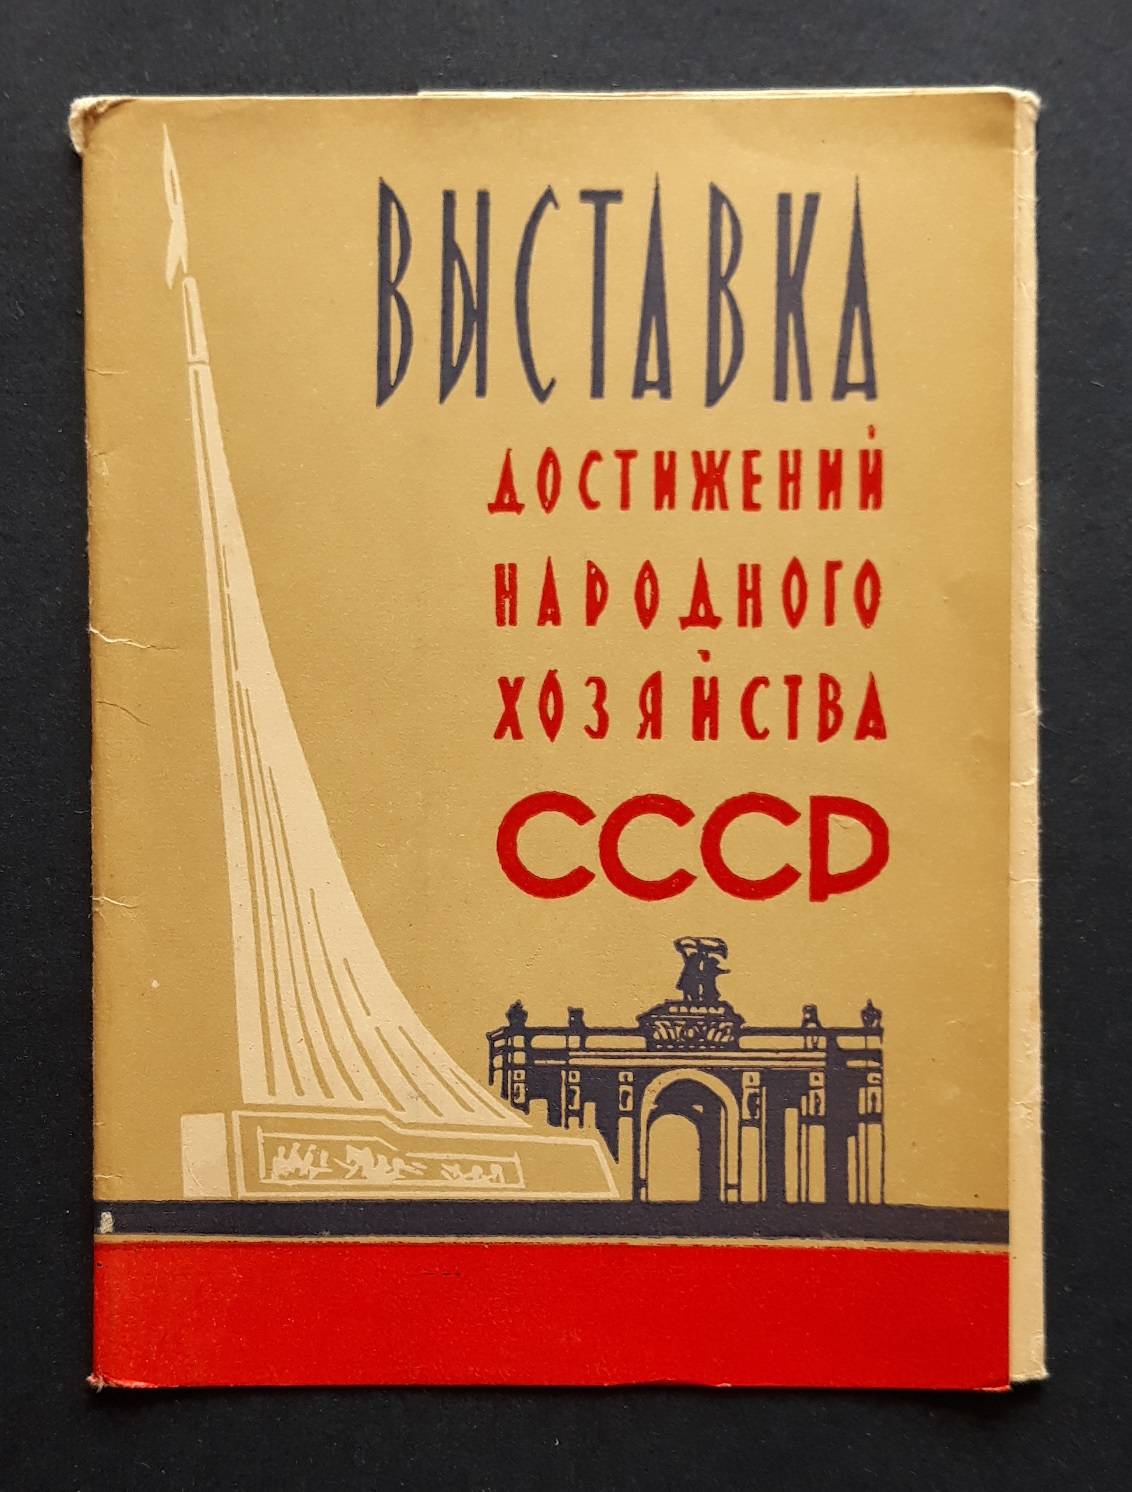 ВЫСТАВКА
ДОСТИЖЕНИЙ
НАРОДНОГО
ХОЗЯЙСТВА
СССР